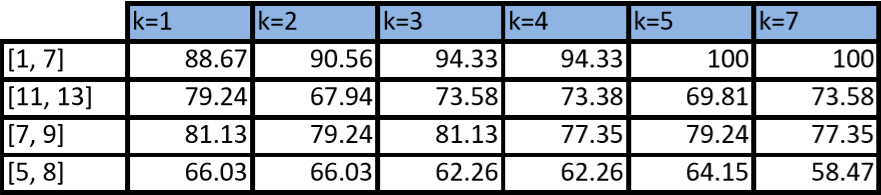 k=1 k=2 k=3 k=4 k=5 k=7
[1, 7] 88.67 90.56 94.33 94.33 100 100
[11, 13] 79.24 67.94 73.58 73.38 69.81 73.58
[7, 9] 81.13 79.24 81.13 77.35 79.24 77.35
[5, 8] 66.03 66.03 62.26 62.26 64.15 58.47